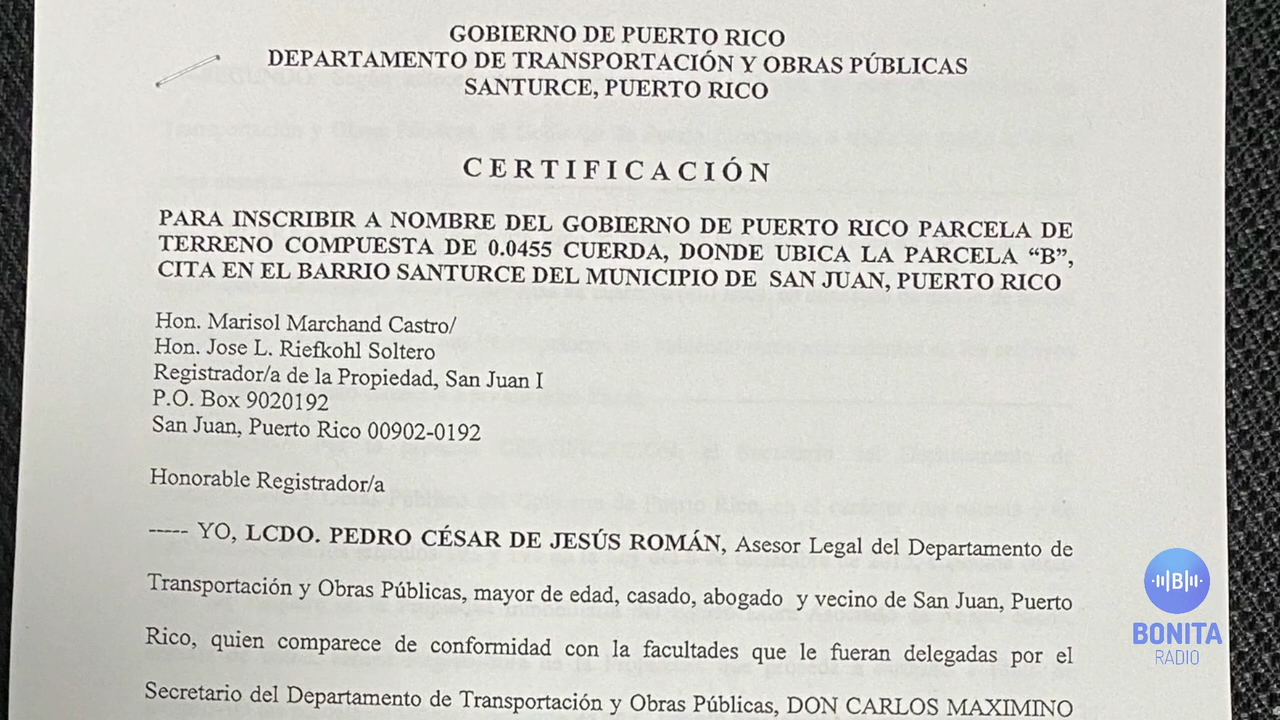 GOBIERNO DE PUERTO RICO
DEPARTAMENTO DE TRANSPORTACIÓN Y OBRAS PÚBLICAS
SANTURCE, PUERTO RICO
CERTIFICACIÓN
PARA INSCRIBIR A NOMBRE DEL GOBIERNO DE PUERTO RICO PARCELA DE
TERRENO COMPUESTA DE 0.0455 CUERDA, DONDE UBICA LA PARCELA “B”,
CITA EN EL BARRIO SANTURCE DEL MUNICIPIO DE SAN JUAN, PUERTO RICO
Hon. Marisol Marchand Castro/
Hon. Jose L. Riefkohl Soltero
Registrador/a de la Propiedad, San Juan I
P.O. Box 9020192
San Juan, Puerto Rico 00902-0192
Honorable Registrador/a
----- YO, LCDO. PEDRO CÉSAR DE JESÚS ROMÁN, Asesor Legal del Departamento de
Transportación y Obras Públicas, mayor de edad, casado, abogado y vecino de San Juan, Puerto
Rico, quien comparece de conformidad con la facultades que le fueran delegadas por el
Secretario del Departamento de Transportación y Obras Públicas, DON CARLOS MAXIMINO
B
BONITA
RADIO